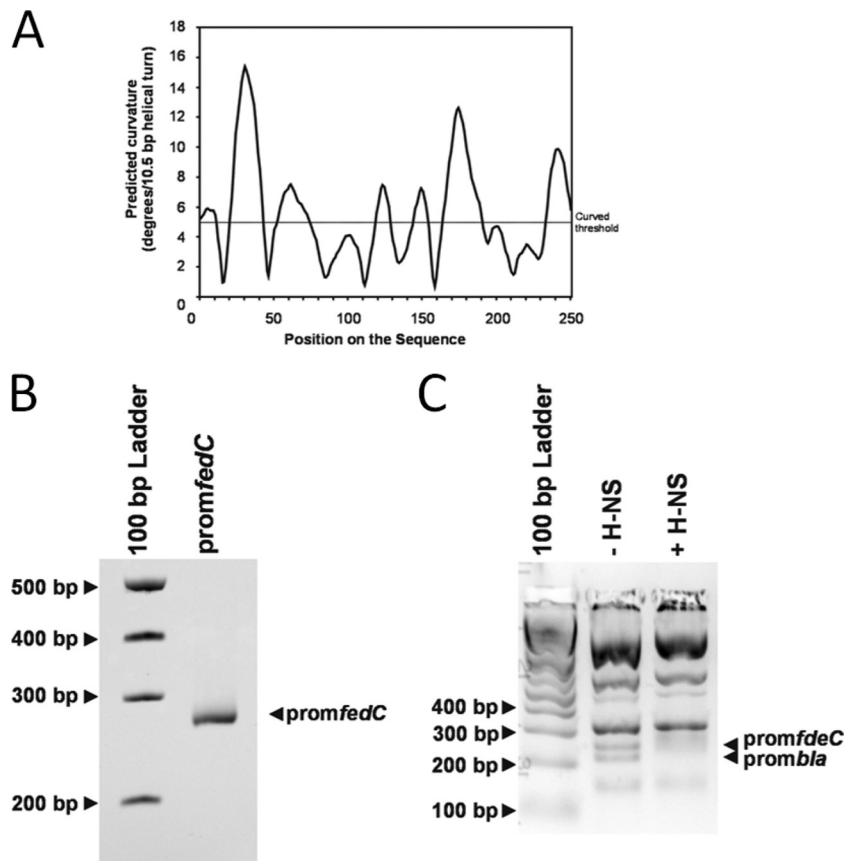 A
Predicted curvature
(degrees/10.5 bp helical turn)
18
16
14
12
10
8
6
4
2
0
Curved
threshold
0 50 100 150 200 250
Position on the Sequence
B
100 bp Ladder
promfedC
500 bp
400 bp
300 bp
200 bp
promfedC
C
100 bp Ladder
- H-NS
+ H-NS
400 bp
300 bp
200 bp
100 bp
promfdeC
prombla